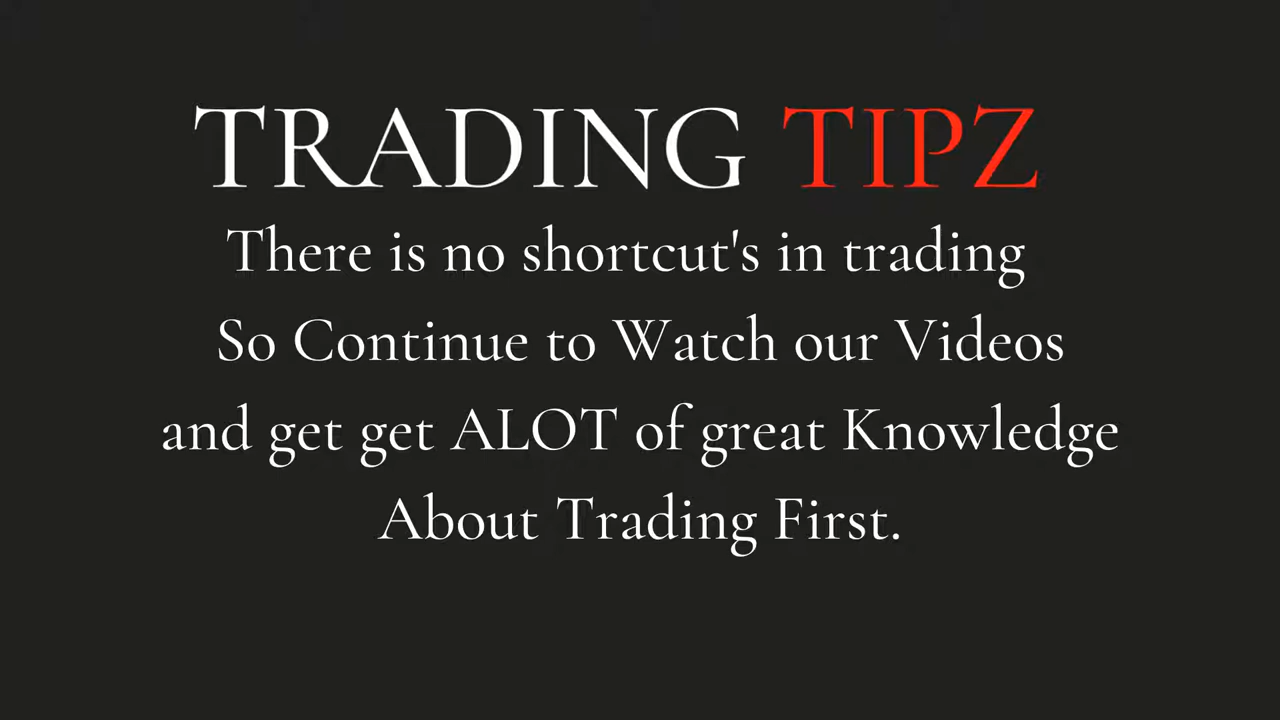 TRADING TIPZ
There is no shortcut's in trading
So Continue to Watch our Videos
and get get ALOT of great Knowledge
About Trading First.